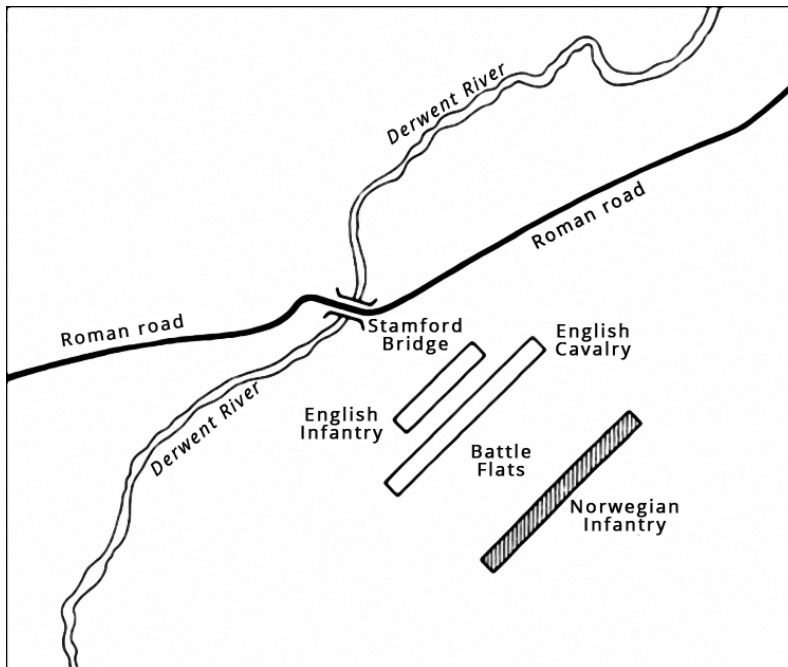 Derwent River
Roman road
Roman road
Stamford
Bridge
English
Cavalry
Derwent River
English
Infantry
Battle
Flats
Norwegian
Infantry